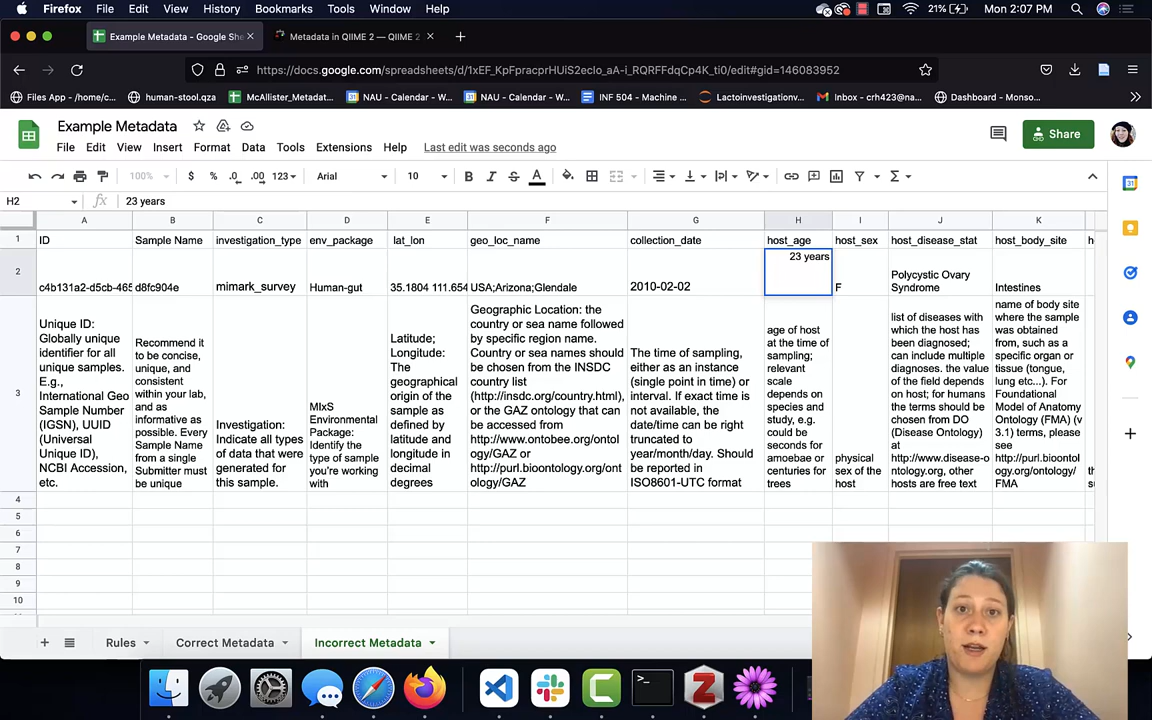 Firefox File Edit View History Bookmarks Tools Window Help 21% Mon 2:07 PM
Example Metadata - Google She Metadata in QIIME 2 — QIIME 2
https://docs.google.com/spreadsheets/d/1xEF_KpFpracprHUiS2ecIo_aA-i_RQRFFdqCp4K_ti0/edit#gid=146083952
Files App - /home/c... human-stool.qza McAllister_Metadat... NAU - Calendar - W... NAU - Calendar - W... INF 504 - Machine ... Lactoinvestigationv... Inbox - crh423@na... Dashboard - Monso...
Example Metadata
File Edit View Insert Format Data Tools Extensions Help Last edit was seconds ago
Share
100% $ % .0 .00 123 Arial 10 B I S A
H2 fx 23 years
A B C D E F G H I J K
1 ID Sample Name investigation_type env_package lat_lon geo_loc_name collection_date host_age host_sex host_disease_stat host_body_site
2 c4b131a2-d5cb-465 d8fc904e mimark_survey Human-gut 35.1804 111.654 USA;Arizona;Glendale 2010-02-02 23 years F
Polycystic Ovary
Syndrome
Intestines
3
Unique ID:
Globally unique
identifier for all
unique samples.
E.g.,
International Geo
Sample Number
(IGSN), UUID
(Universal
Unique ID),
NCBI Accession,
etc.
Recommend it
to be concise,
unique, and
consistent
within your lab,
and as
informative as
possible. Every
Sample Name
from a single
Submitter must
be unique
Investigation:
Indicate all types
of data that were
generated for
this sample.
MIxS
Environmental
Package:
Identify the
type of sample
you're working
with
Latitude;
Longitude:
The
geographical
origin of the
sample as
defined by
latitude and
longitude in
decimal
degrees
Geographic Location: the
country or sea name followed
by specific region name.
Country or sea names should
be chosen from the INSDC
country list
(http://insdc.org/country.html),
or the GAZ ontology that can
be accessed from
http://www.ontobee.org/ontol
ogy/GAZ or
http://purl.bioontology.org/ont
ology/GAZ
The time of sampling,
either as an instance
(single point in time) or
interval. If exact time is
not available, the
date/time can be right
truncated to
year/month/day. Should
be reported in
ISO8601-UTC format
age of host
at the time of
sampling;
relevant
scale
depends on
species and
study, e.g.
could be
seconds for
amoebae or
centuries for
trees
physical
sex of the
host
list of diseases with
which the host has
been diagnosed;
can include multiple
diagnoses. the value
of the field depends
on host; for humans
the terms should be
chosen from DO
(Disease Ontology)
at
http://www.disease-o
ntology.org, other
hosts are free text
name of body site
where the sample
was obtained
from, such as a
specific organ or
tissue (tongue,
lung etc...). For
Foundational
Model of Anatomy
Ontology (FMA) (v
3.1) terms, please
see
http://purl.bioontol
ogy.org/ontology/
FMA
4
5
6
7
8
9
10
Rules Correct Metadata Incorrect Metadata